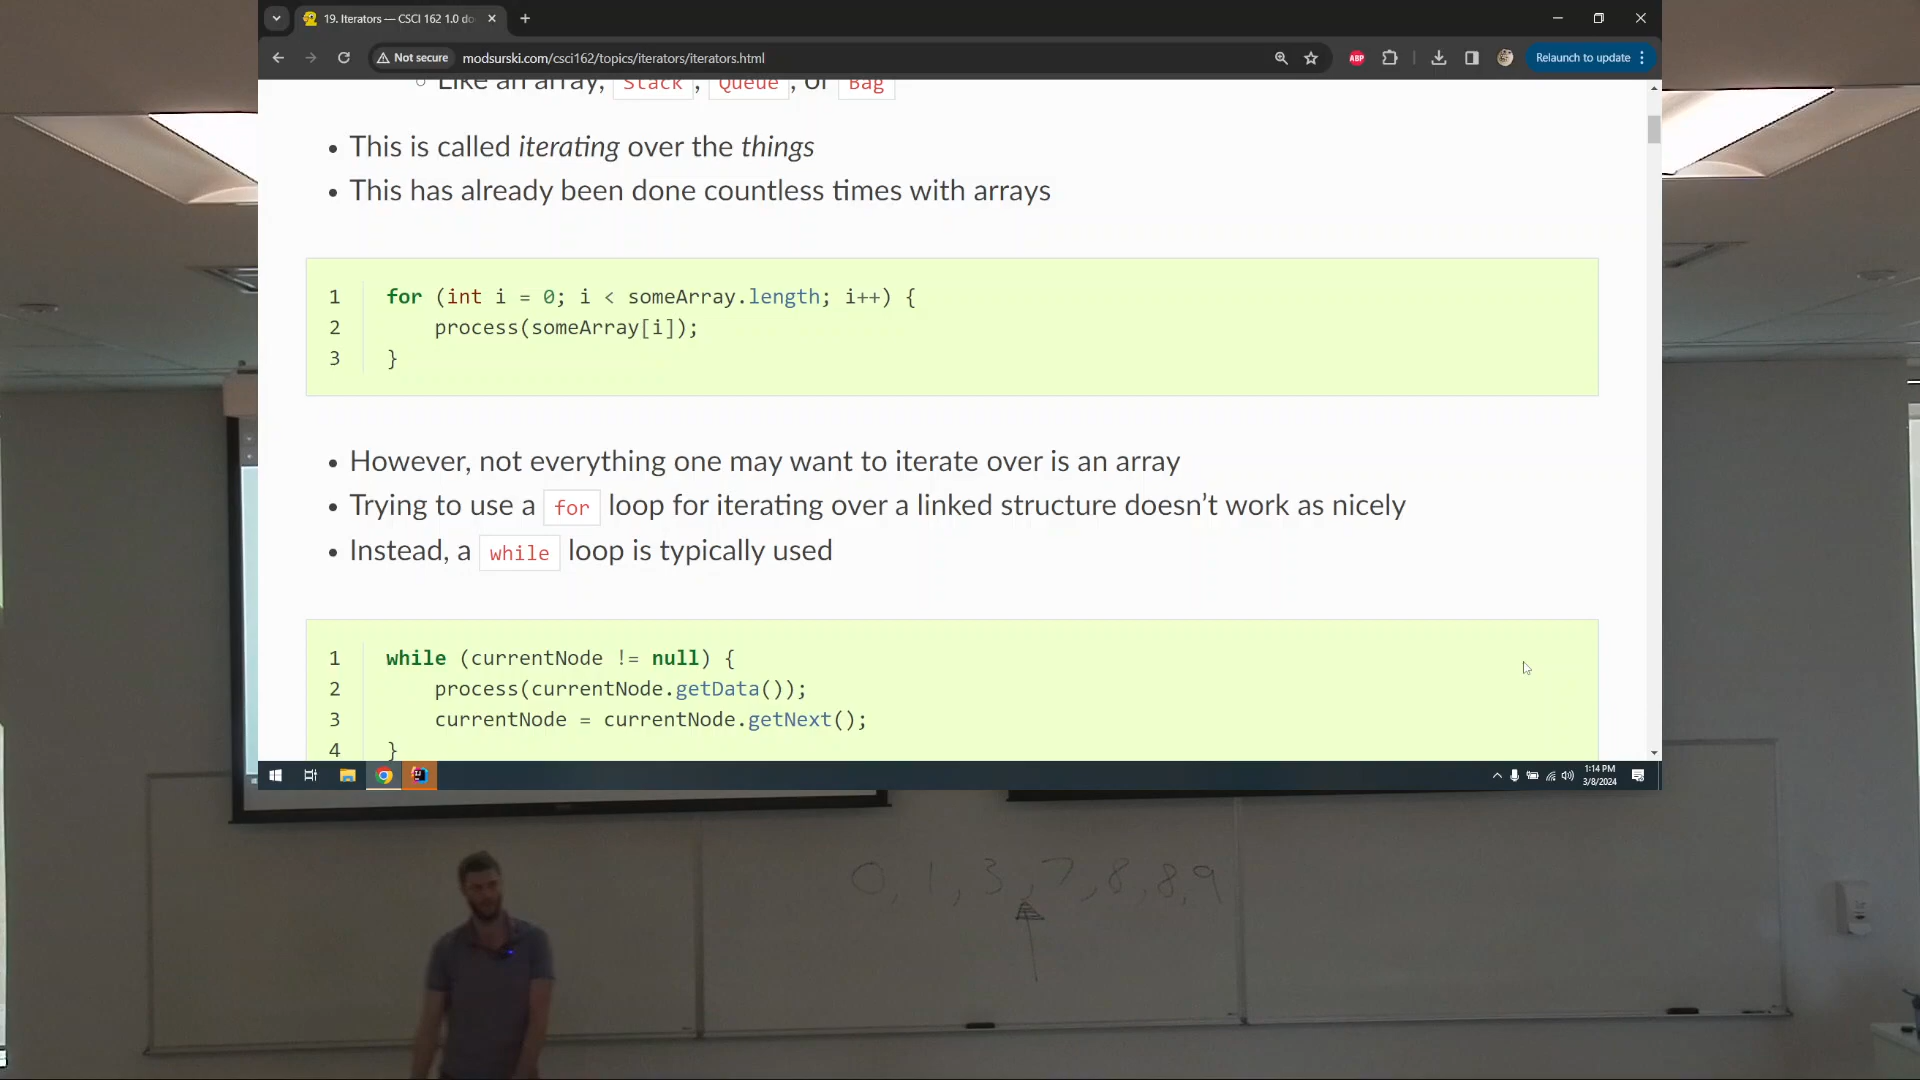 19. Iterators — CSCI 162 1.0 do
Not secure modsurski.com/csci162/topics/iterators/iterators.html ABP Relaunch to update
Like an array, Stack, Queue, or Bag
This is called iterating over the things
This has already been done countless times with arrays
1 for (int i = 0; i < someArray.length; i++) {
2 process(someArray[i]);
3 }
However, not everything one may want to iterate over is an array
Trying to use a for loop for iterating over a linked structure doesn’t work as nicely
Instead, a while loop is typically used
1 while (currentNode != null) {
2 process(currentNode.getData());
3 currentNode = currentNode.getNext();
4 }
1:14 PM
3/8/2024
0, 1, 3, 7, 8, 8, 9